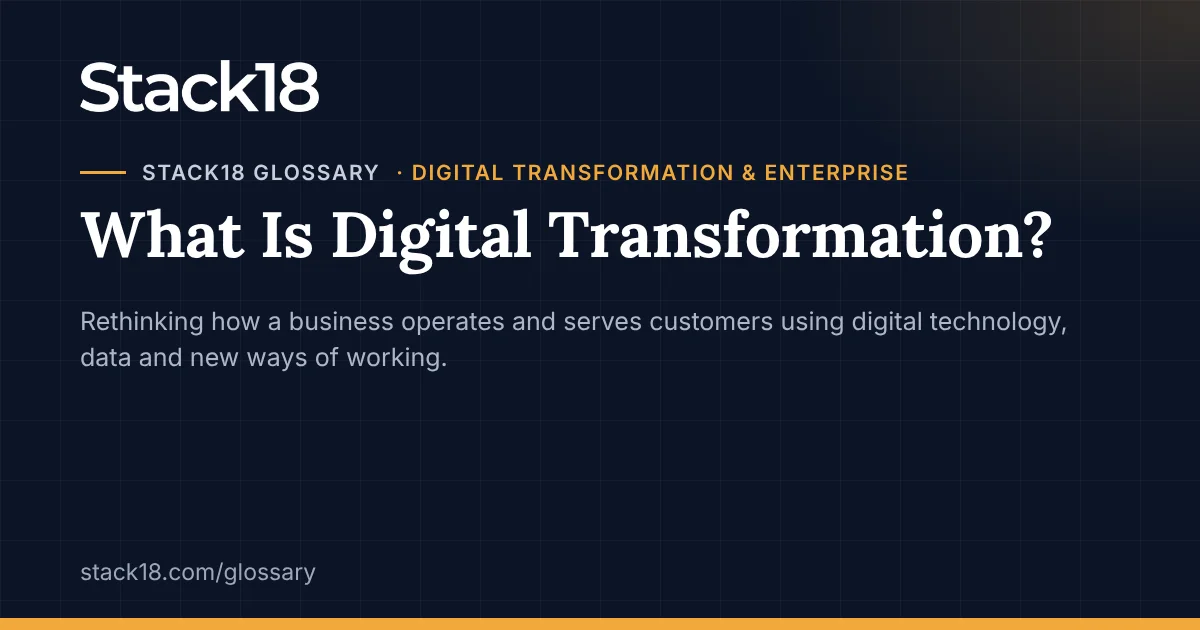 Stack18
STACK18 GLOSSARY · DIGITAL TRANSFORMATION & ENTERPRISE
What Is Digital Transformation?
Rethinking how a business operates and serves customers using digital technology,
data and new ways of working.
stack18.com/glossary